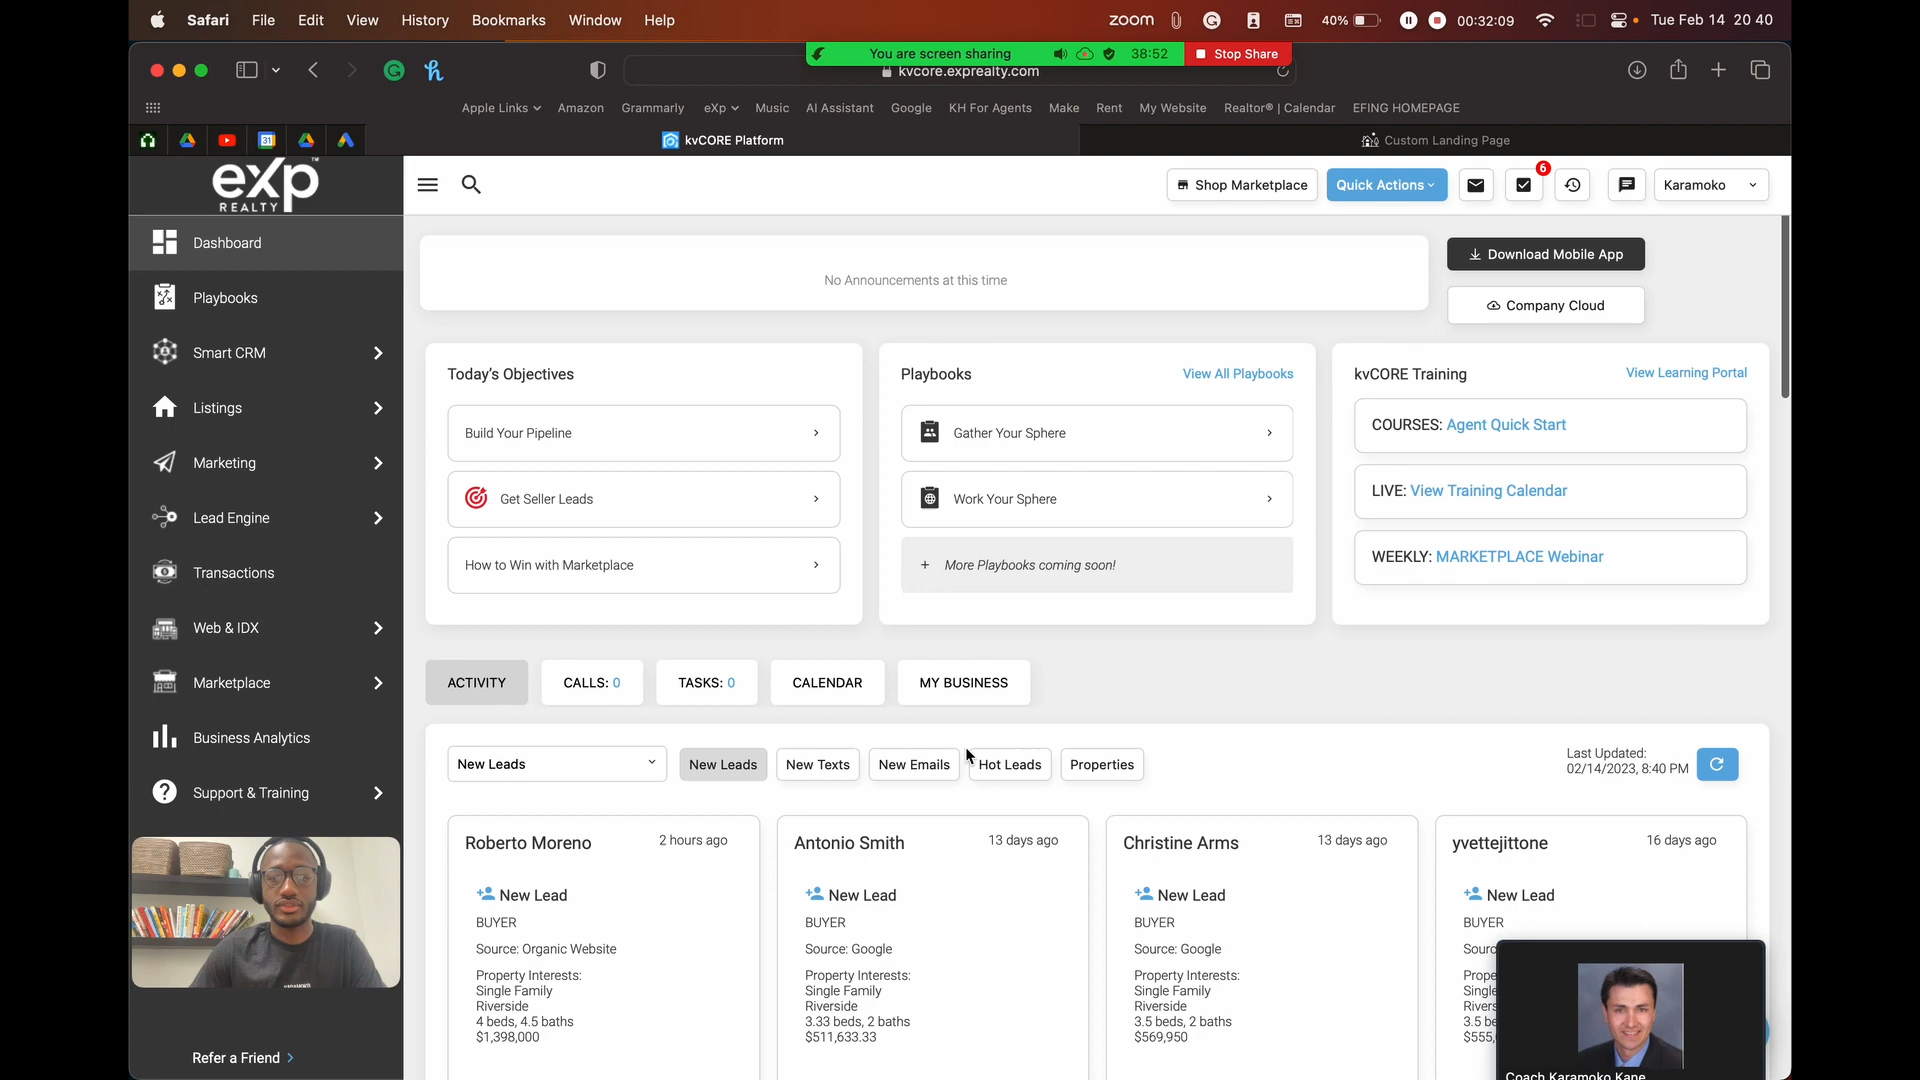 Safari File Edit View History Bookmarks Window Help zoom 40% 00:32:09 Tue Feb 14 20 40
You are screen sharing 38:52 Stop Share
kvcore.exprealty.com
Apple Links Amazon Grammarly eXp Music AI Assistant Google KH For Agents Make Rent My Website Realtor® | Calendar EFING HOMEPAGE
kvCORE Platform Custom Landing Page
eXp
REALTY
Shop Marketplace Quick Actions 6 Karamoko
Dashboard
Playbooks
Smart CRM
Listings
Marketing
Lead Engine
Transactions
Web & IDX
Marketplace
Business Analytics
Support & Training
Refer a Friend
No Announcements at this time
Download Mobile App
Company Cloud
Today's Objectives
Build Your Pipeline
Get Seller Leads
How to Win with Marketplace
Playbooks View All Playbooks
Gather Your Sphere
Work Your Sphere
+ More Playbooks coming soon!
kvCORE Training View Learning Portal
COURSES: Agent Quick Start
LIVE: View Training Calendar
WEEKLY: MARKETPLACE Webinar
ACTIVITY CALLS: 0 TASKS: 0 CALENDAR MY BUSINESS
New Leads New Leads New Texts New Emails Hot Leads Properties
Last Updated:
02/14/2023, 8:40 PM
Roberto Moreno 2 hours ago
New Lead
BUYER
Source: Organic Website
Property Interests:
Single Family
Riverside
4 beds, 4.5 baths
$1,398,000
Antonio Smith 13 days ago
New Lead
BUYER
Source: Google
Property Interests:
Single Family
Riverside
3.33 beds, 2 baths
$511,633.33
Christine Arms 13 days ago
New Lead
BUYER
Source: Google
Property Interests:
Single Family
Riverside
3.5 beds, 2 baths
$569,950
yvettejittone 16 days ago
New Lead
BUYER
Coach Karamoko Kane